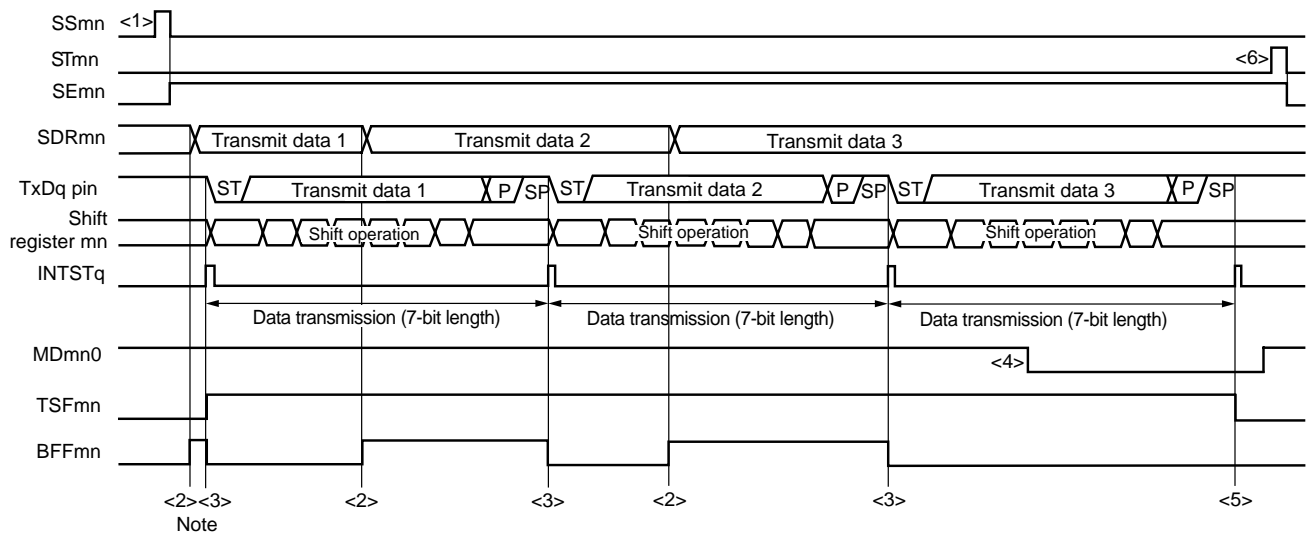 SSmn <1>
STmn <6>
SEmn
SDRmn Transmit data 1 Transmit data 2 Transmit data 3
TxDq pin ST Transmit data 1 P SP ST Transmit data 2 P SP ST Transmit data 3 P SP
Shift
register mn Shift operation Shift operation Shift operation
INTSTq
Data transmission (7-bit length) Data transmission (7-bit length) Data transmission (7-bit length)
MDmn0 <4>
TSFmn
BFFmn
<2><3> <2> <3> <2> <3> <5>
Note